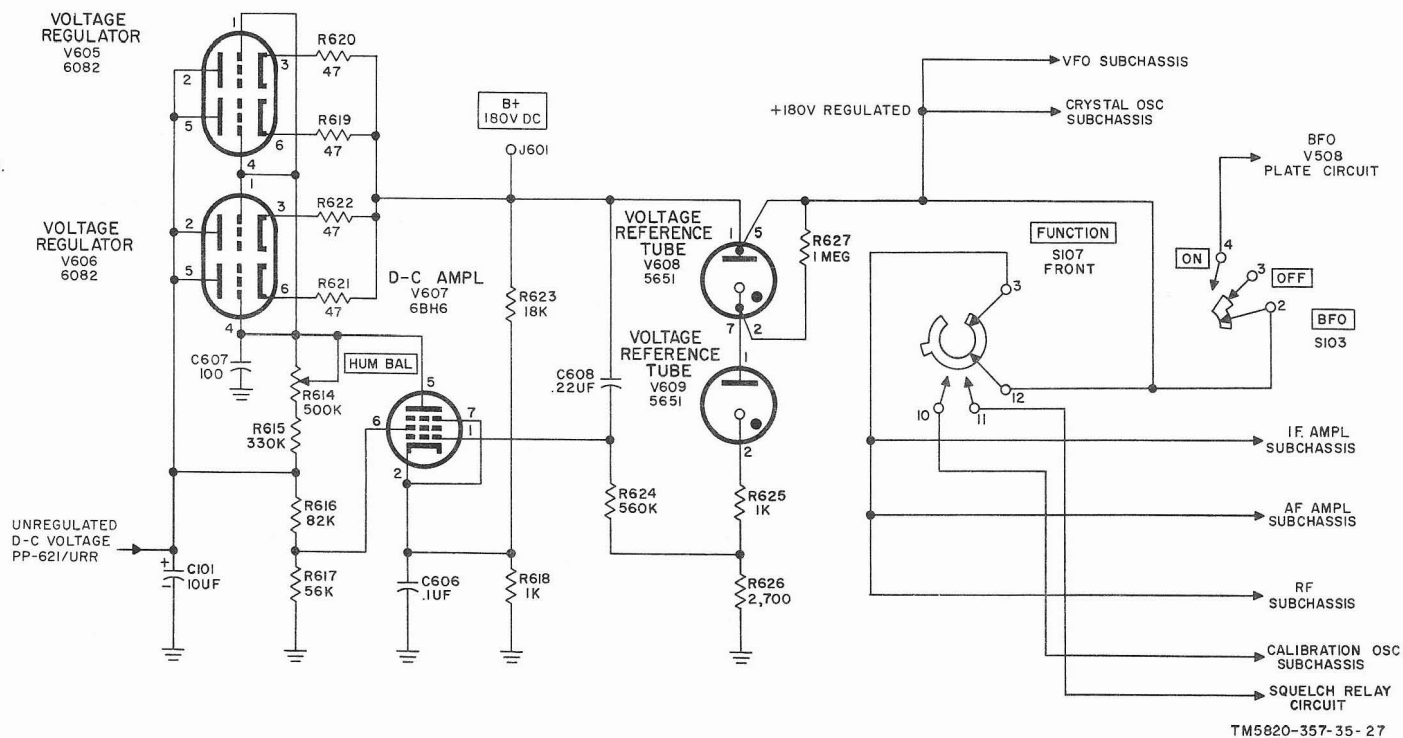 VOLTAGE
REGULATOR
V605
6082
1
2
3
5
6
4
R620
47
R619
47
VOLTAGE
REGULATOR
V606
6082
1
2
3
5
6
4
R622
47
R621
47
B+
180V DC
J601
D-C AMPL
V607
6BH6
5
6
7
1
2
C607
100
R614
500K
HUM BAL
R615
330K
R616
82K
R617
56K
UNREGULATED
D-C VOLTAGE
PP-621/URR
+
-
C101
10UF
C606
.1UF
R623
18K
R618
1K
C608
.22UF
R624
560K
VOLTAGE
REFERENCE
TUBE
V608
5651
1
5
7
2
R627
1 MEG
VOLTAGE
REFERENCE
TUBE
V609
5651
1
2
R625
1K
R626
2,700
+180V REGULATED
VFO SUBCHASSIS
CRYSTAL OSC
SUBCHASSIS
BFO
V508
PLATE CIRCUIT
FUNCTION
S107
FRONT
3
12
10
11
ON
4
3
OFF
2
BFO
S103
I F. AMPL
SUBCHASSIS
AF AMPL
SUBCHASSIS
RF
SUBCHASSIS
CALIBRATION OSC
SUBCHASSIS
SQUELCH RELAY
CIRCUIT
TM5820-357-35-27